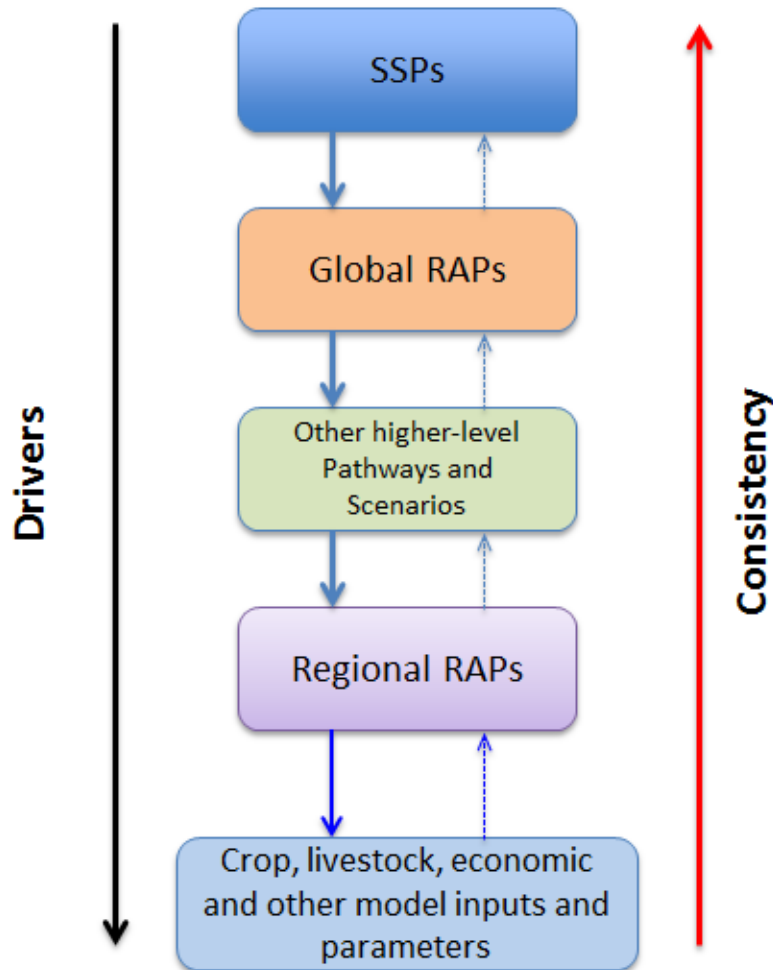 SSPs
Global RAPs
Other higher-level
Pathways and
Scenarios
Regional RAPs
Crop, livestock, economic
and other model inputs and
parameters
Drivers
Consistency